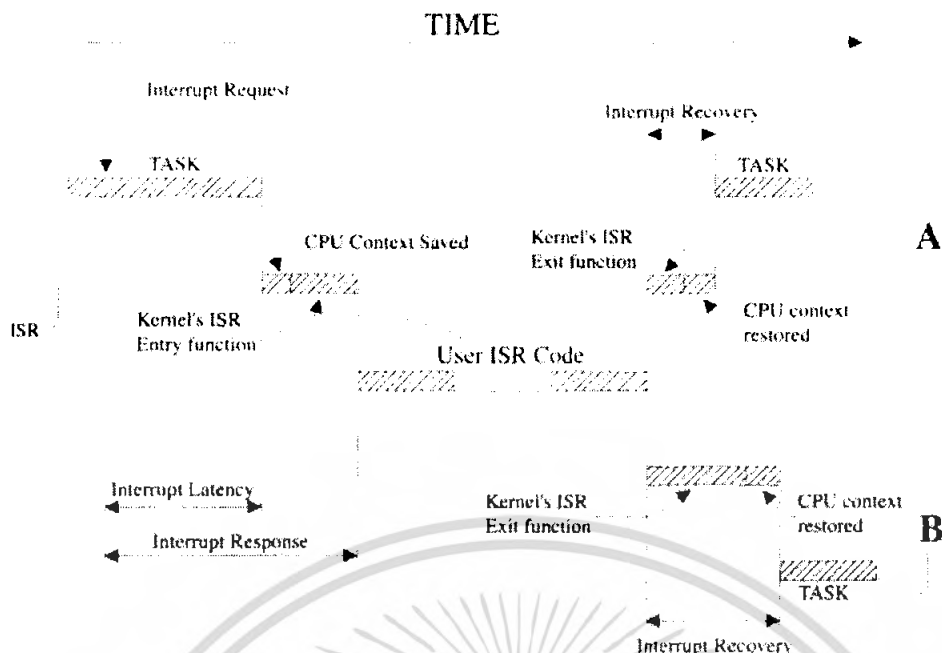 TIME
Interrupt Request
Interrupt Recovery
TASK
TASK
A
CPU Context Saved
Kernel's ISR
Exit function
ISR
Kernel's ISR
Entry function
CPU context
restored
User ISR Code
Interrupt Latency
Interrupt Response
Kernel's ISR
Exit function
CPU context
restored
B
TASK
Interrupt Recovery